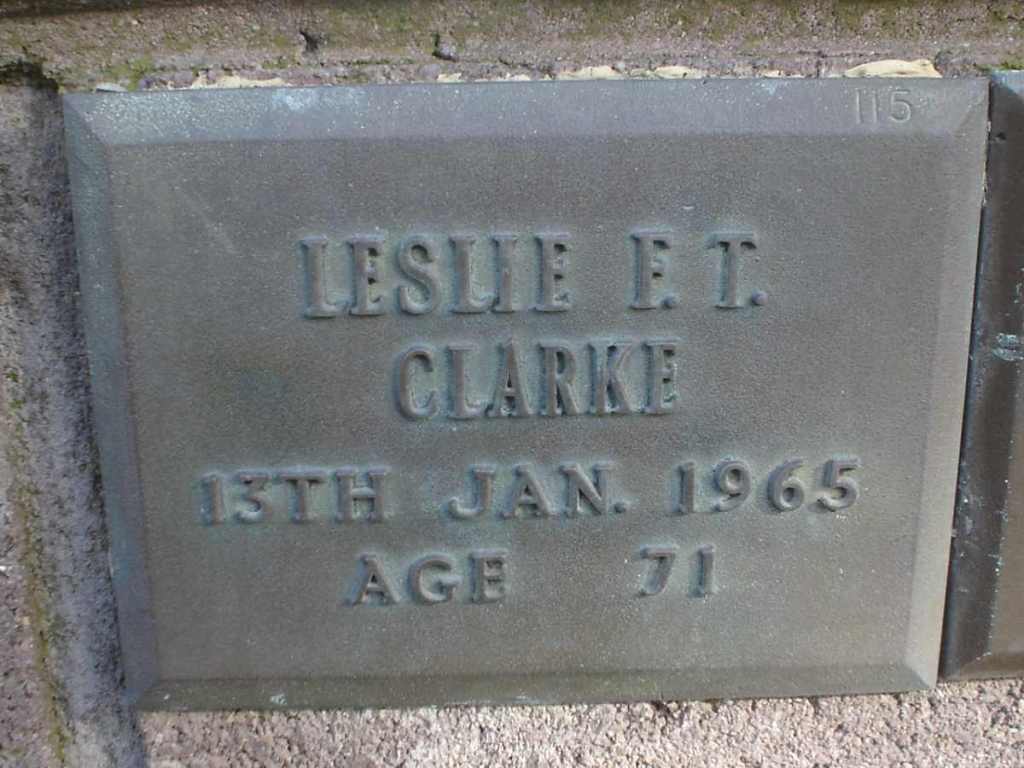 115
LESLIE F. T.
CLARKE
13TH JAN. 1965
AGE 71